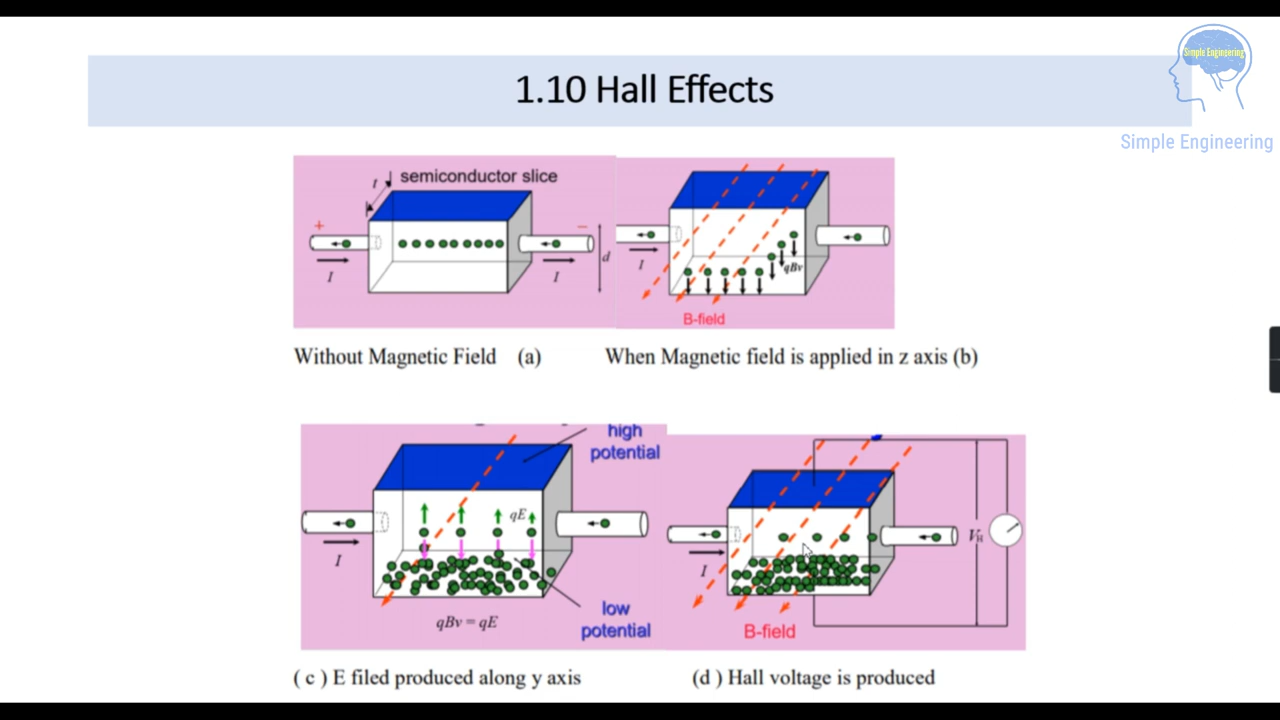 Simple Engineering
1.10 Hall Effects
Simple Engineering
t
semiconductor slice
+
−
I
I
d
I
qBv
B-field
Without Magnetic Field (a)
When Magnetic field is applied in z axis (b)
high
potential
qE
I
low
potential
qBv = qE
I
VH
B-field
( c ) E filed produced along y axis
(d ) Hall voltage is produced